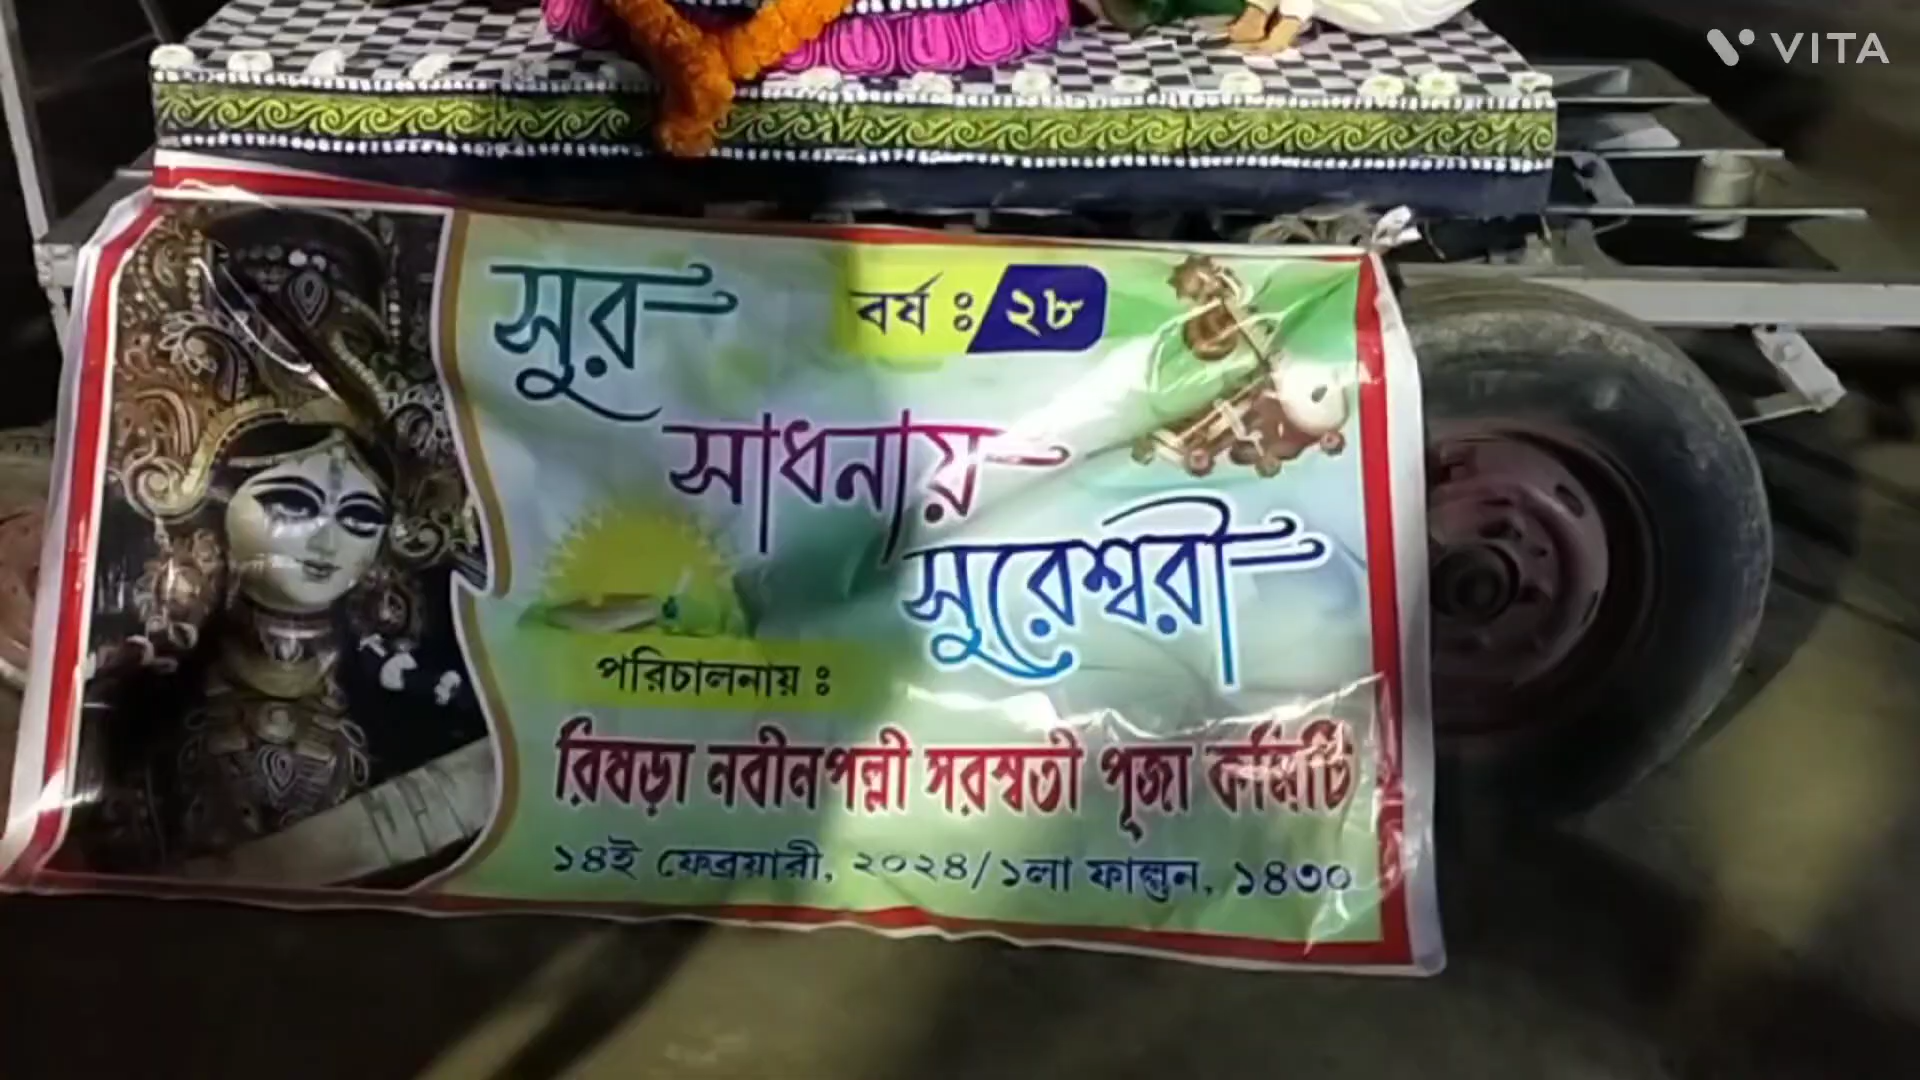 VITA
সুর
বর্ষ ঃ ২৮
সাধনায়
সুরেশ্বরী
পরিচালনায় ঃ
রিষড়া নবীনপল্লী সরস্বতী পূজা কমিটি
১৪ই ফেব্রুয়ারী, ২০২৪/১লা ফাল্গুন, ১৪৩০